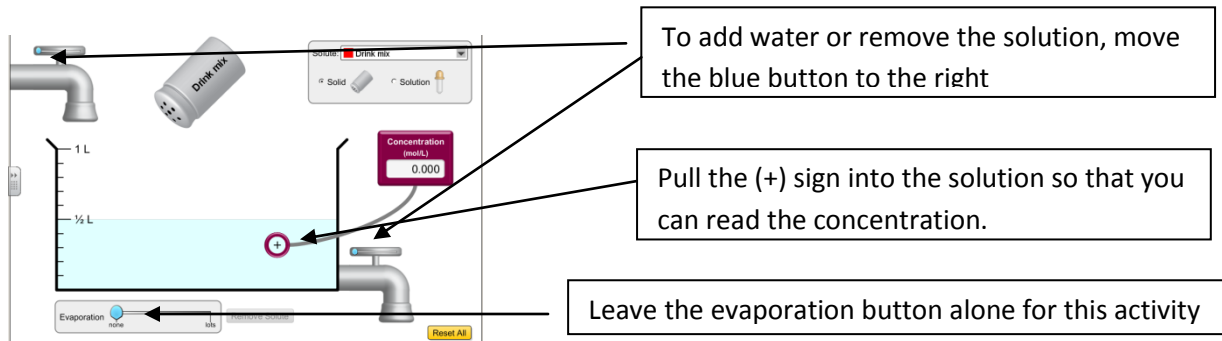 To add water or remove the solution, move
the blue button to the right
Solute: Drink mix
Solid
Solution
Drink mix
Concentration
(mol/L)
0.000
1 L
½ L
+
Pull the (+) sign into the solution so that you
can read the concentration.
Evaporation
none
lots
Remove Solute
Reset All
Leave the evaporation button alone for this activity